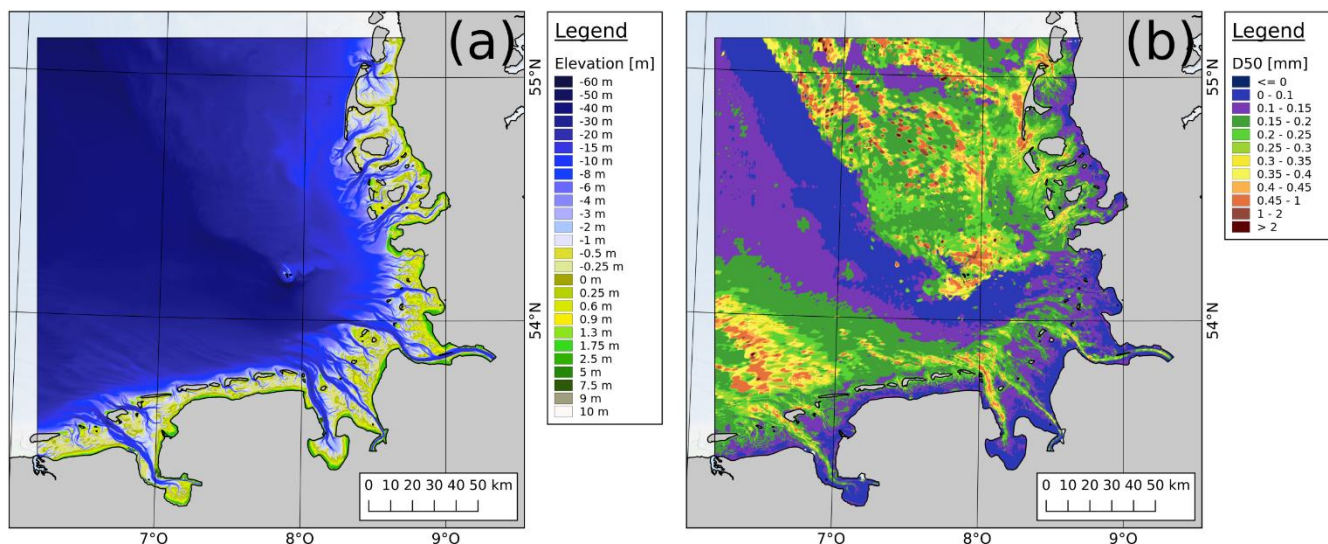 (a)
Legend
Elevation [m]
-60 m
-50 m
-40 m
-30 m
-20 m
-15 m
-10 m
-8 m
-6 m
-4 m
-3 m
-2 m
-1 m
-0.5 m
-0.25 m
0 m
0.25 m
0.6 m
0.9 m
1.3 m
1.75 m
2.5 m
5 m
7.5 m
9 m
10 m
55°N
54°N
0 10 20 30 40 50 km
7°O 8°O 9°O
(b)
Legend
D50 [mm]
<= 0
0 - 0.1
0.1 - 0.15
0.15 - 0.2
0.2 - 0.25
0.25 - 0.3
0.3 - 0.35
0.35 - 0.4
0.4 - 0.45
0.45 - 1
1 - 2
> 2
55°N
54°N
0 10 20 30 40 50 km
7°O 8°O 9°O